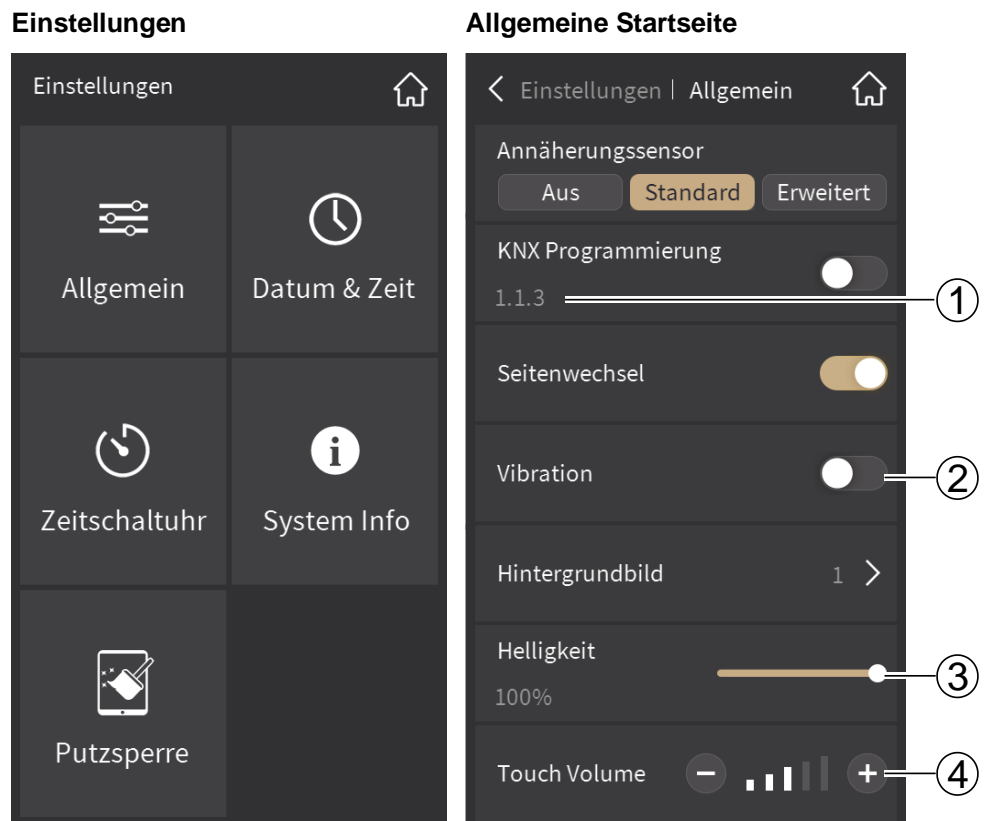 Einstellungen
Einstellungen
Allgemein
Datum & Zeit
Zeitschaltuhr
System Info
Putzsperre
Allgemeine Startseite
Einstellungen | Allgemein
Annäherungssensor
Aus
Standard
Erweitert
KNX Programmierung
1.1.3
1
Seitenwechsel
Vibration
2
Hintergrundbild
1
Helligkeit
100%
3
Touch Volume
4